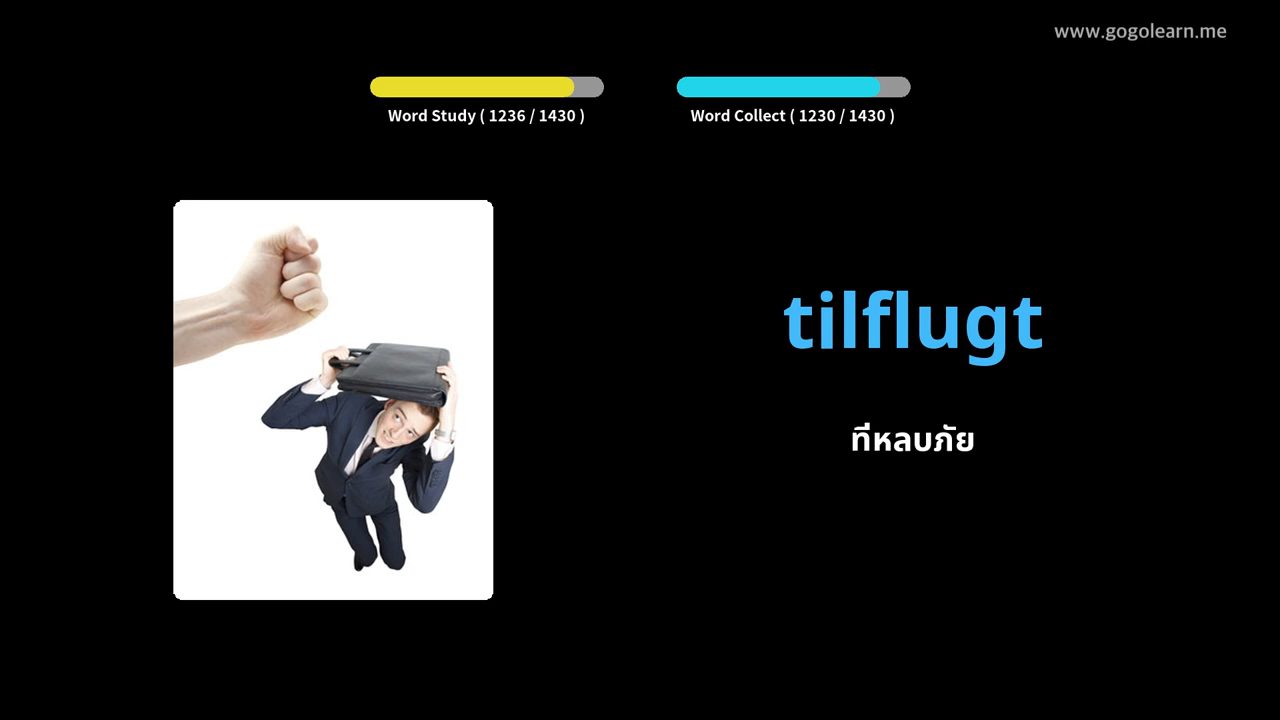 www.gogolearn.me
Word Study ( 1236 / 1430 )
Word Collect ( 1230 / 1430 )
tilflugt
ที่หลบภัย